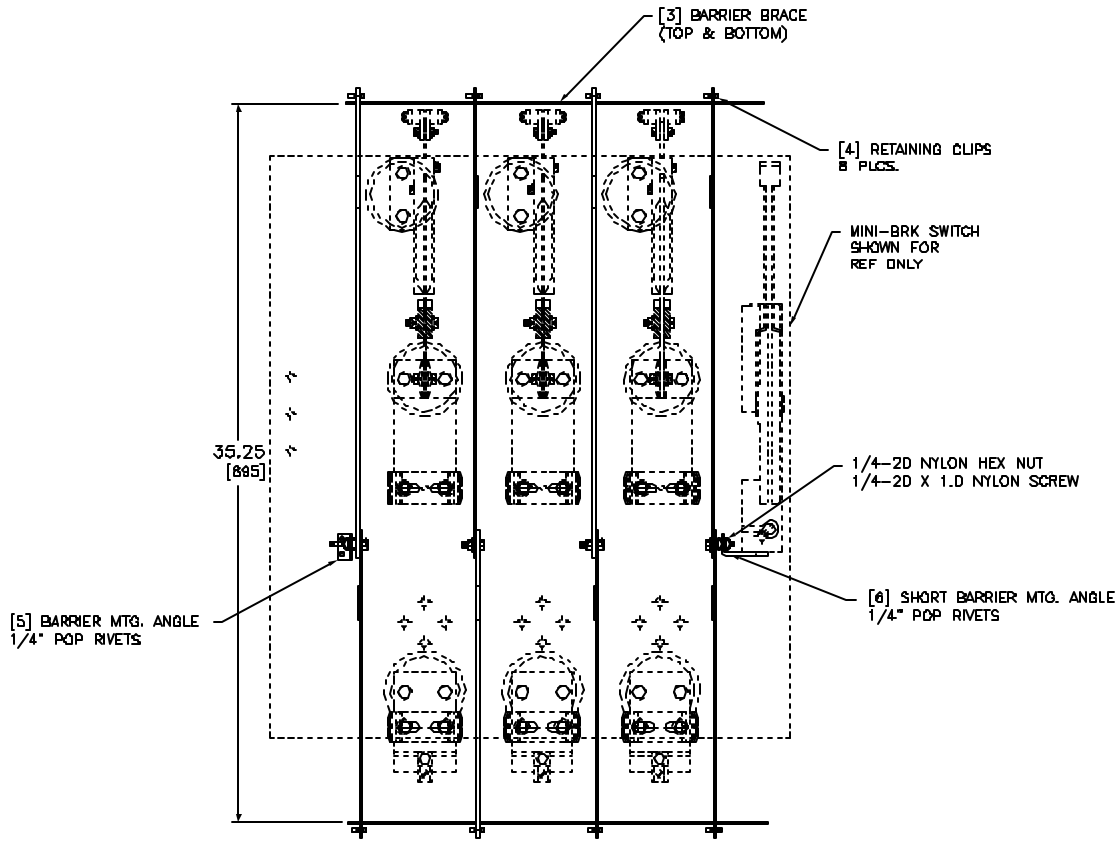 [3] BARRIER BRACE
(TOP & BOTTOM)
[4] RETAINING CLIPS
8 PLCS.
MINI-BRK SWITCH
SHOWN FOR
REF ONLY
35.25
[895]
1/4-20 NYLON HEX NUT
1/4-20 X 1.0 NYLON SCREW
[5] BARRIER MTG. ANGLE
1/4" POP RIVETS
[6] SHORT BARRIER MTG. ANGLE
1/4" POP RIVETS